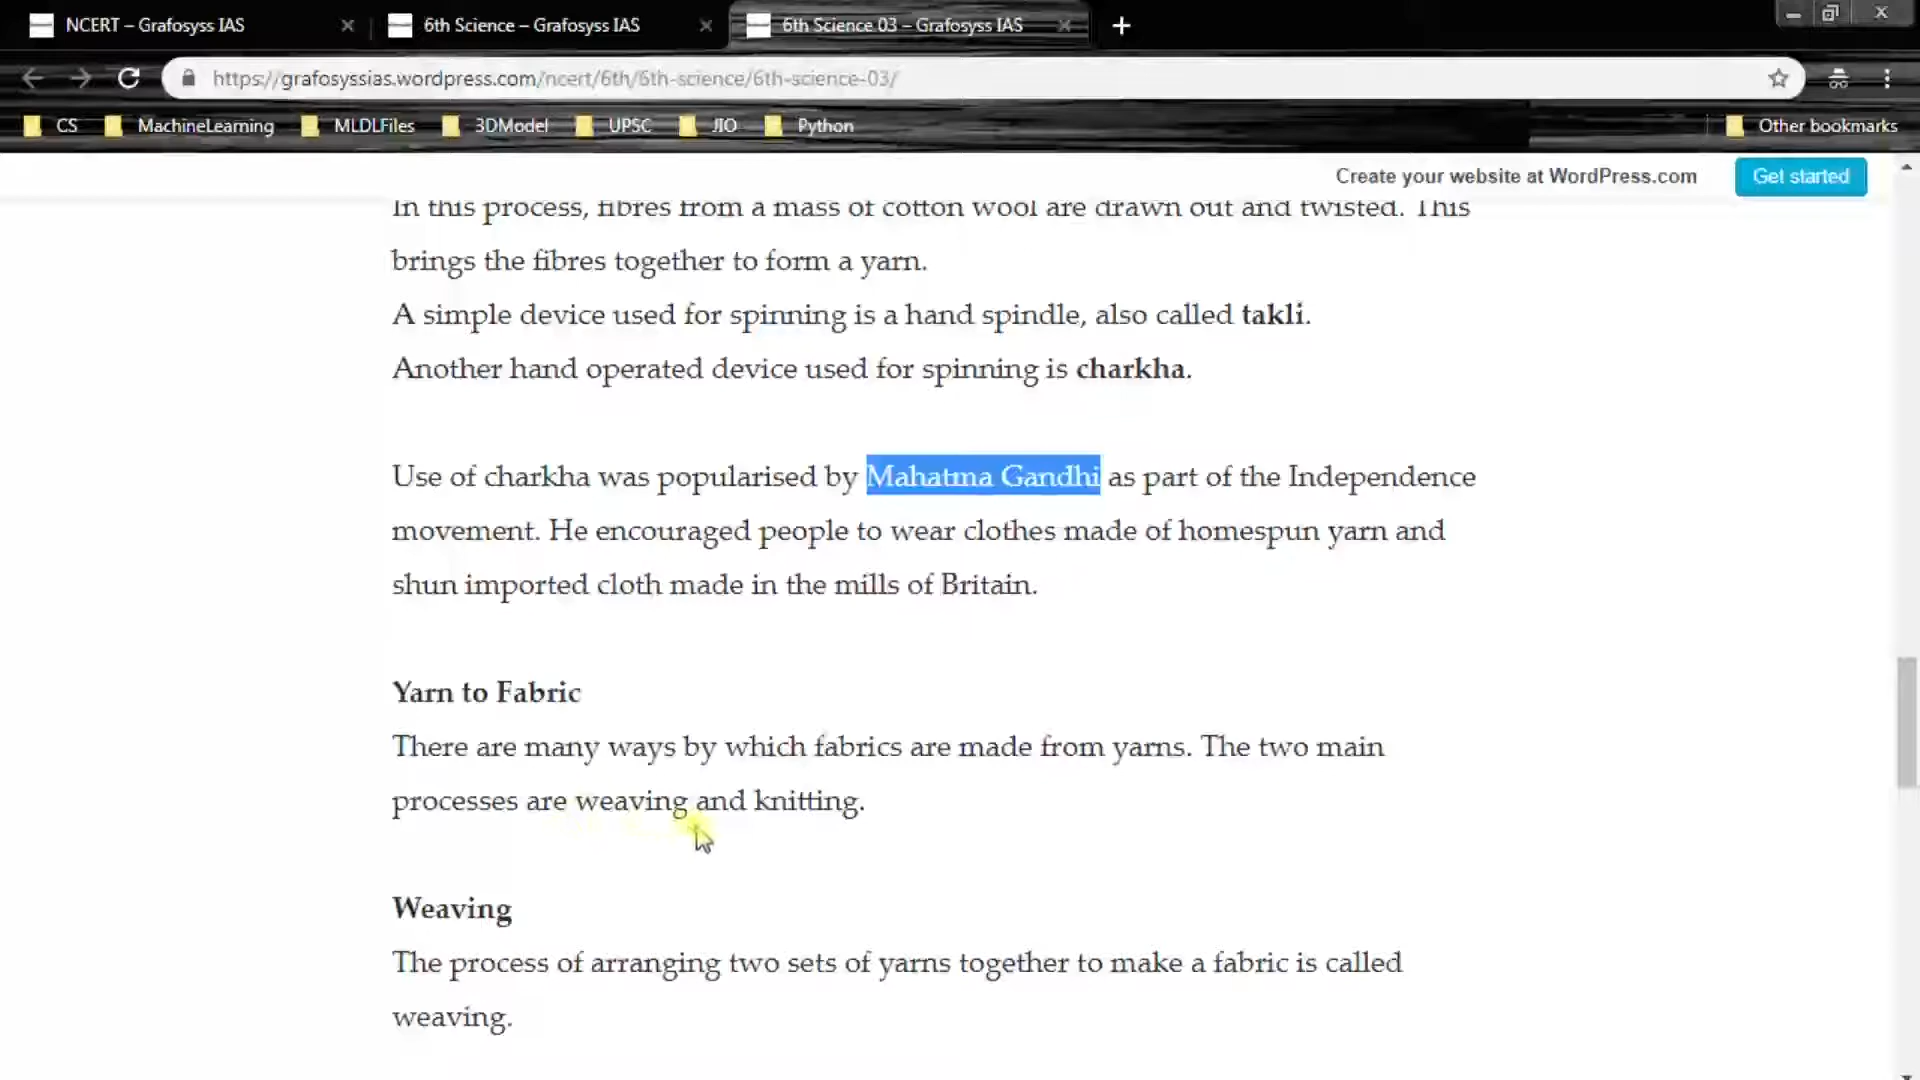 NCERT – Grafosyss IAS
6th Science – Grafosyss IAS
6th Science 03 – Grafosyss IAS
https://grafosyssias.wordpress.com/ncert/6th/6th-science/6th-science-03/
CS MachineLearning MLDLFiles 3DModel UPSC JIO Python Other bookmarks
Create your website at WordPress.com Get started
In this process, fibres from a mass of cotton wool are drawn out and twisted. This
brings the fibres together to form a yarn.
A simple device used for spinning is a hand spindle, also called takli.
Another hand operated device used for spinning is charkha.
Use of charkha was popularised by Mahatma Gandhi as part of the Independence
movement. He encouraged people to wear clothes made of homespun yarn and
shun imported cloth made in the mills of Britain.
Yarn to Fabric
There are many ways by which fabrics are made from yarns. The two main
processes are weaving and knitting.
Weaving
The process of arranging two sets of yarns together to make a fabric is called
weaving.